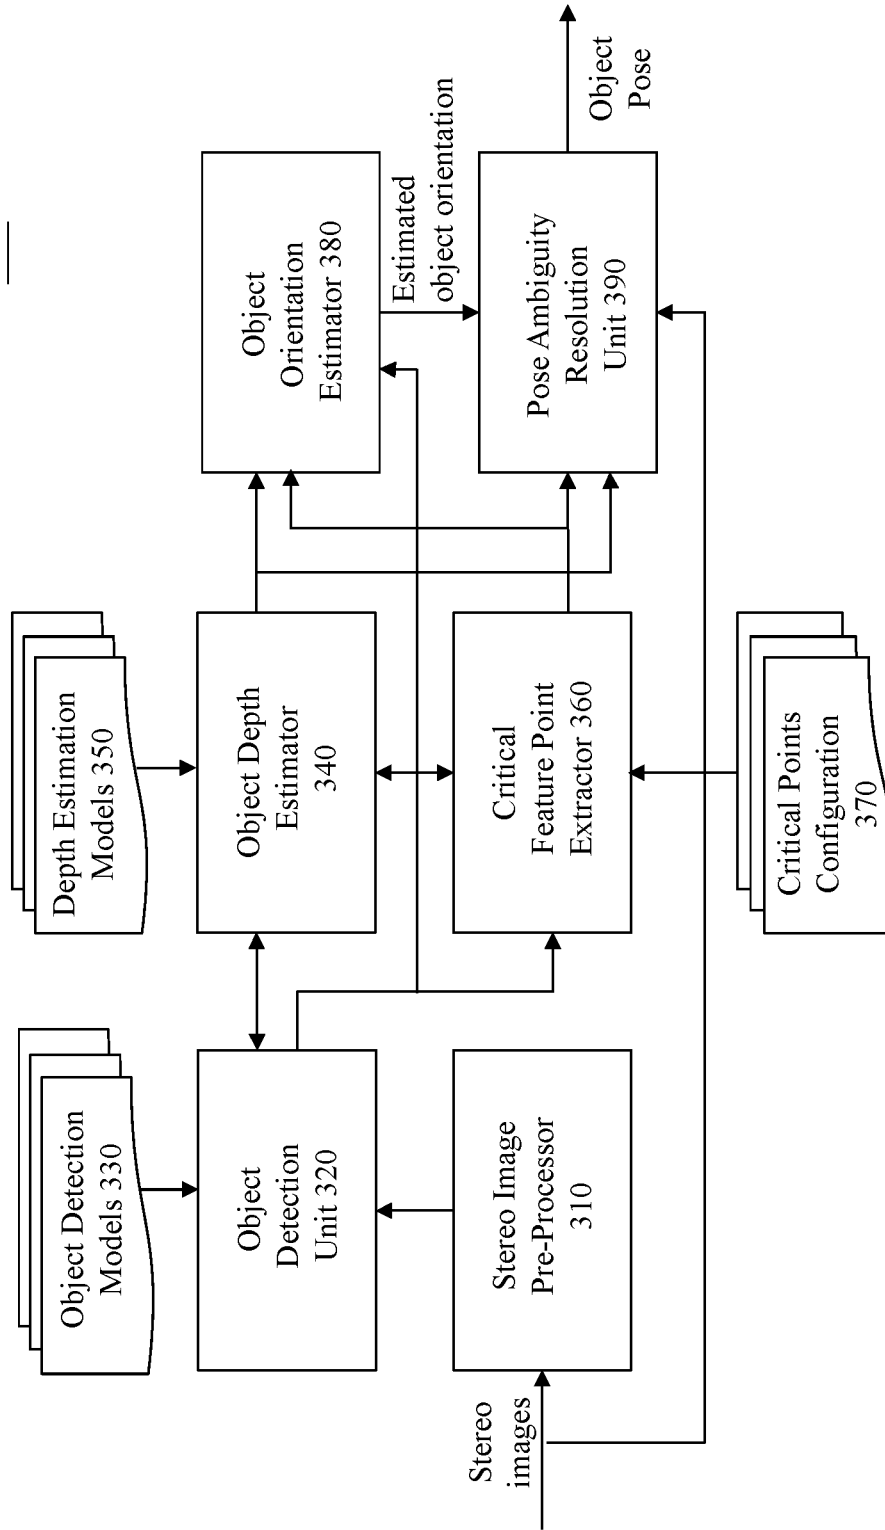 Object Detection
Models 330
Depth Estimation
Models 350
Object
Detection
Unit 320
Object Depth
Estimator
340
Object
Orientation
Estimator 380
Estimated
object orientation
Stereo
images
Stereo Image
Pre-Processor
310
Critical
Feature Point
Extractor 360
Pose Ambiguity
Resolution
Unit 390
Object
Pose
Critical Points
Configuration
370